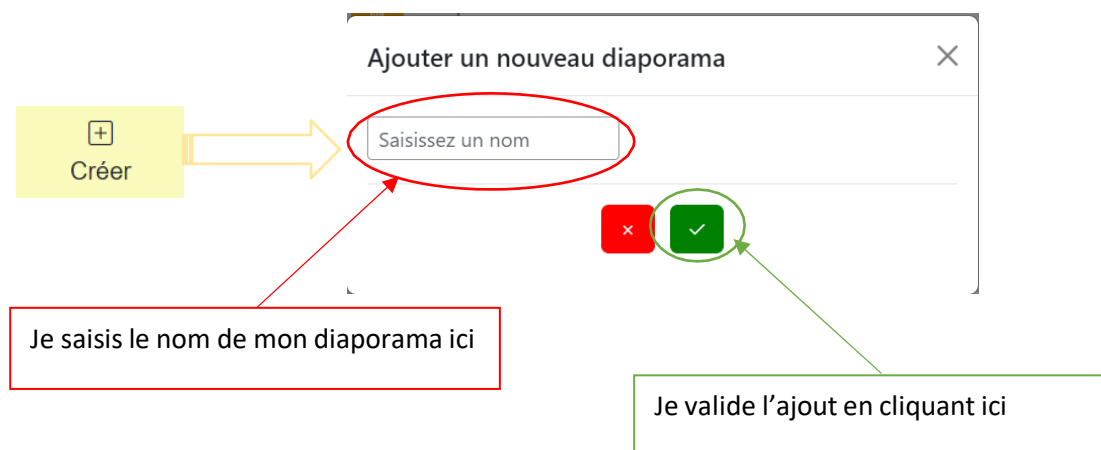 Ajouter un nouveau diaporama
Saisissez un nom
Créer
Je saisis le nom de mon diaporama ici
Je valide l’ajout en cliquant ici